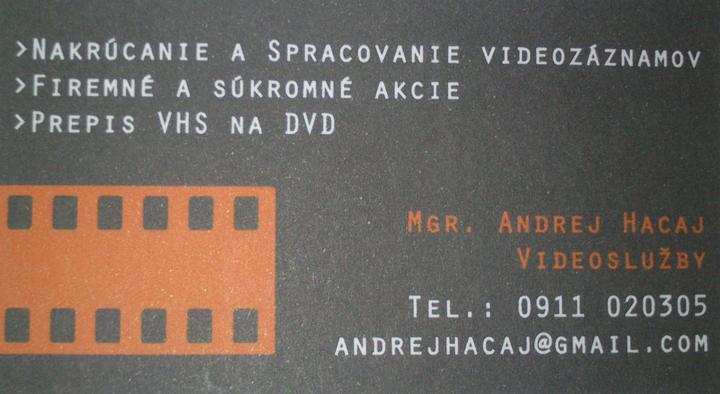 >Nakrúcanie a Spracovanie videozáznamov
>Firemné a súkromné akcie
>Prepis VHS na DVD
Mgr. Andrej Hacaj
Videoslužby
Tel.: 0911 020305
andrejhacaj@gmail.com